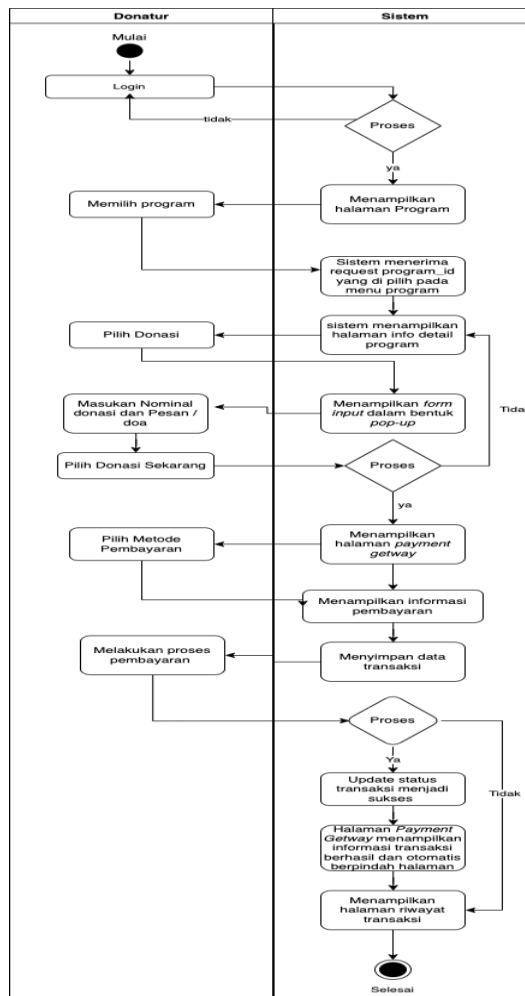 Donatur
Sistem
Mulai
Login
tidak
Proses
ya
Memilih program
Menampilkan
halaman Program
Sistem menerima
request program_id
yang di pilih pada
menu program
Pilih Donasi
sistem menampilkan
halaman info detail
program
Masukan Nominal
donasi dan Pesan /
doa
Menampilkan form
input dalam bentuk
pop-up
Tida
Pilih Donasi Sekarang
Proses
ya
Pilih Metode
Pembayaran
Menampilkan
halaman payment
getway
Menampilkan informasi
pembayaran
Melakukan proses
pembayaran
Menyimpan data
transaksi
Proses
Ya
Tidak
Update status
transaksi menjadi
sukses
Halaman Payment
Getway menampilkan
informasi transaksi
berhasil dan otomatis
berpindah halaman
Menampilkan
halaman riwayat
transaksi
Selesai